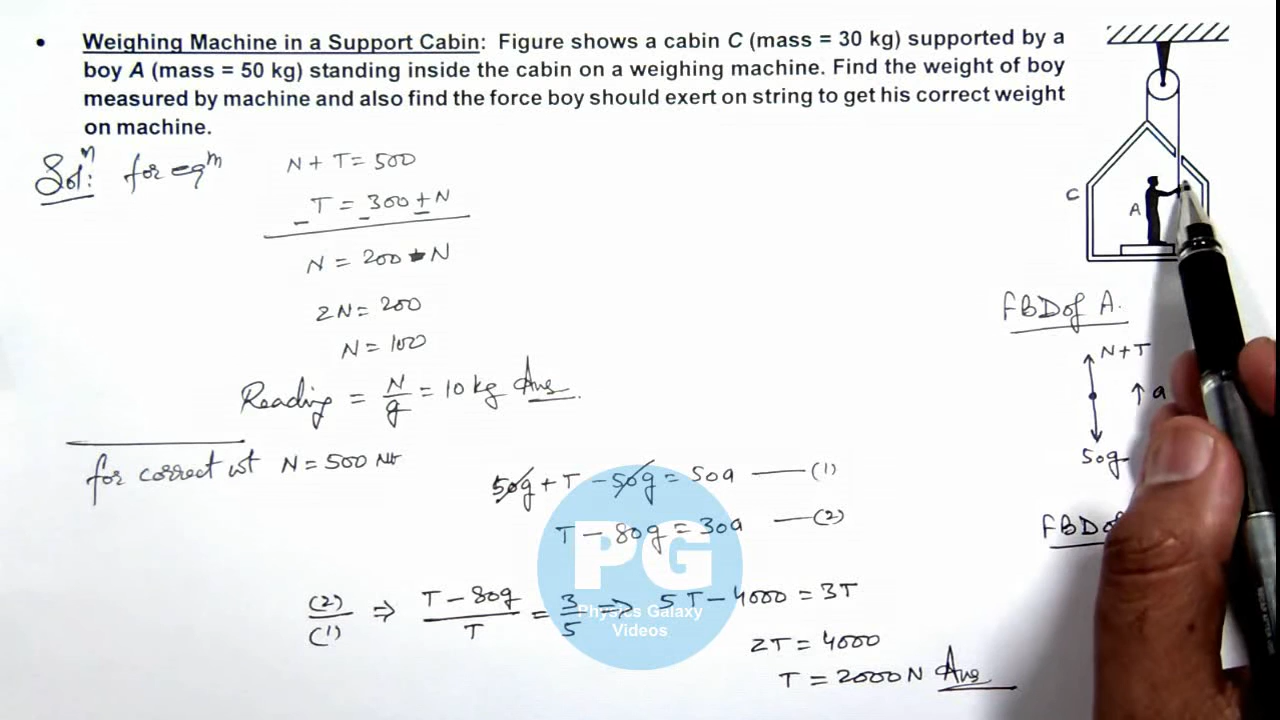 • Weighing Machine in a Support Cabin: Figure shows a cabin C (mass = 30 kg) supported by a
boy A (mass = 50 kg) standing inside the cabin on a weighing machine. Find the weight of boy
measured by machine and also find the force boy should exert on string to get his correct weight
on machine.
Solⁿ: for eqᵐ
N + T = 500
T = 300 + N
N = 200 - N
2N = 200
N = 100
Reading = N/g = 10 kg Ans.
for correct wt N = 500 Nt
50g + T - 50g = 50a —— (1)
T - 80g = 30a —— (2)
(2)/(1) ⇒ (T - 80g)/T = 3/5 ⇒ 5T - 4000 = 3T
2T = 4000
T = 2000N Ans
C
A
FBD of A.
N + T
↑ a
50g
FBD of
PG
Physics Galaxy
Videos